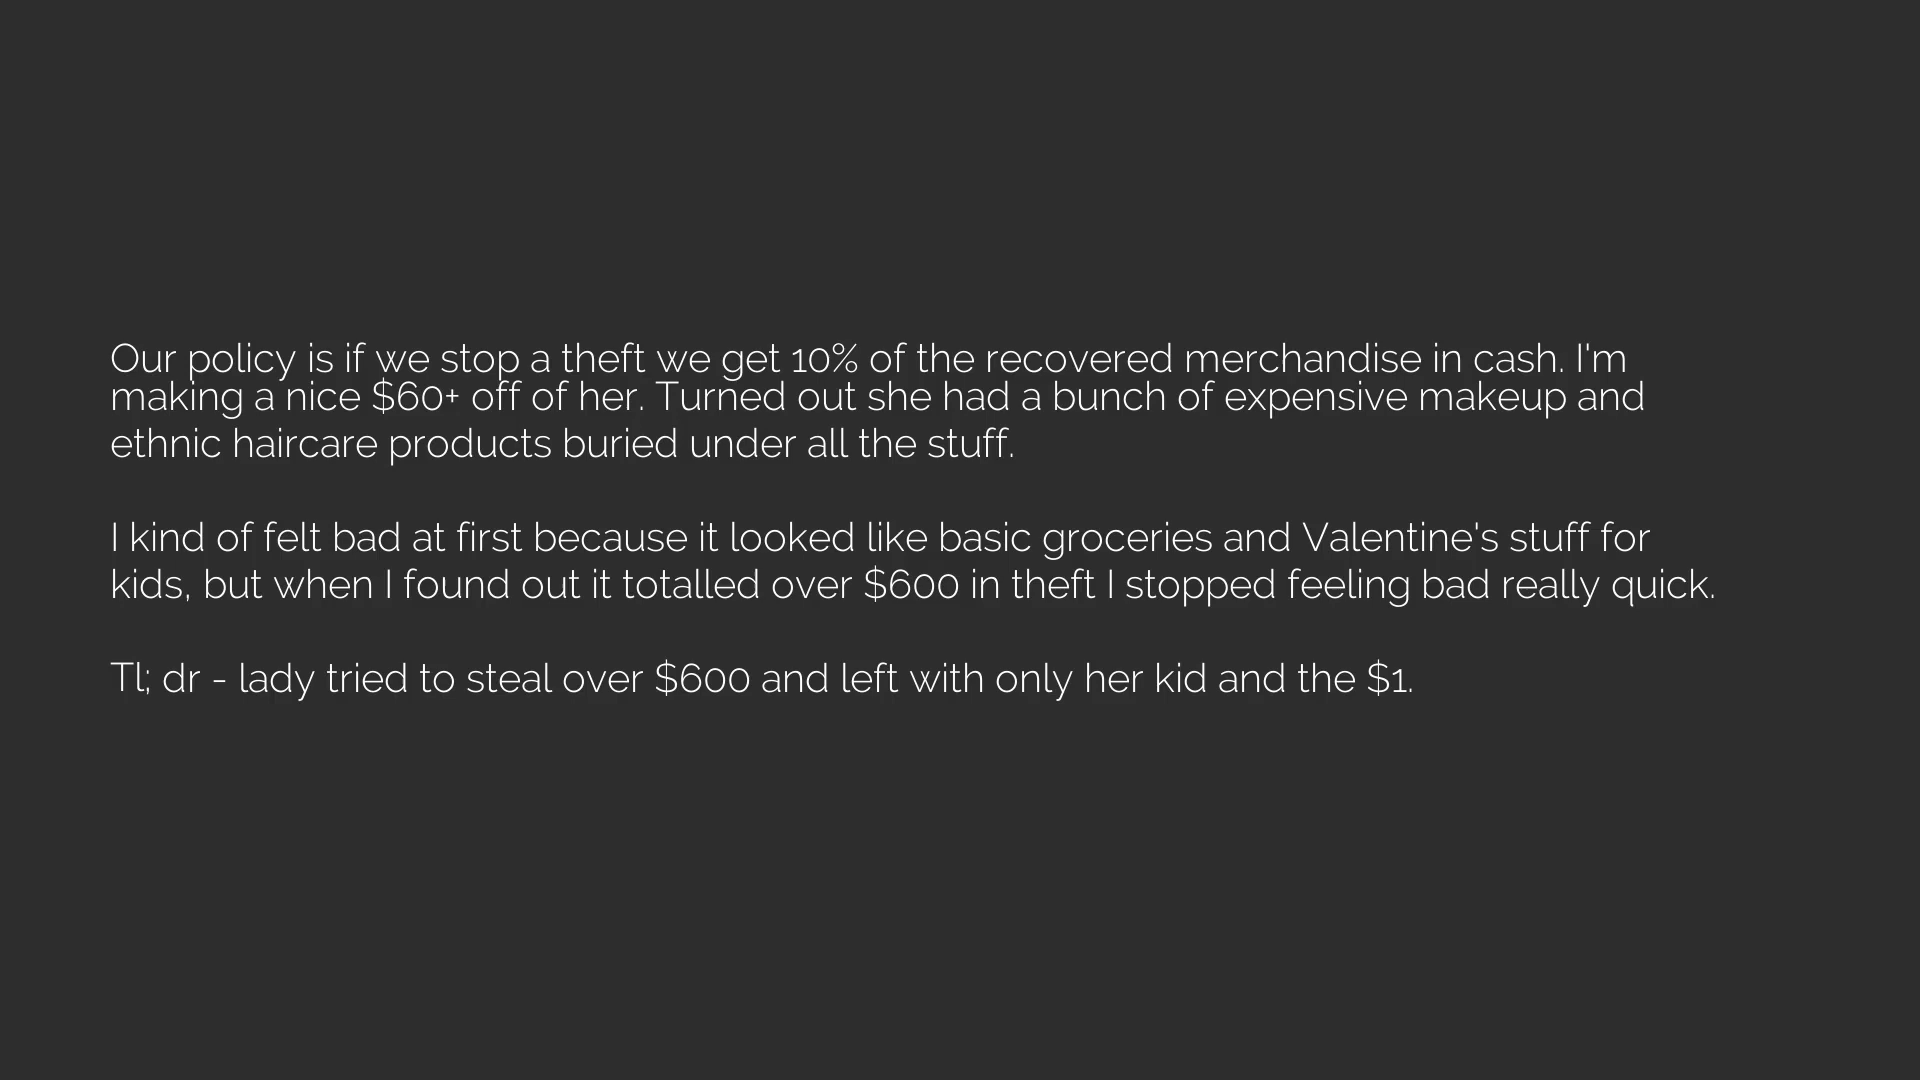 Our policy is if we stop a theft we get 10% of the recovered merchandise in cash. I'm
making a nice $60+ off of her. Turned out she had a bunch of expensive makeup and
ethnic haircare products buried under all the stuff.
I kind of felt bad at first because it looked like basic groceries and Valentine's stuff for
kids, but when I found out it totalled over $600 in theft I stopped feeling bad really quick.
Tl; dr - lady tried to steal over $600 and left with only her kid and the $1.